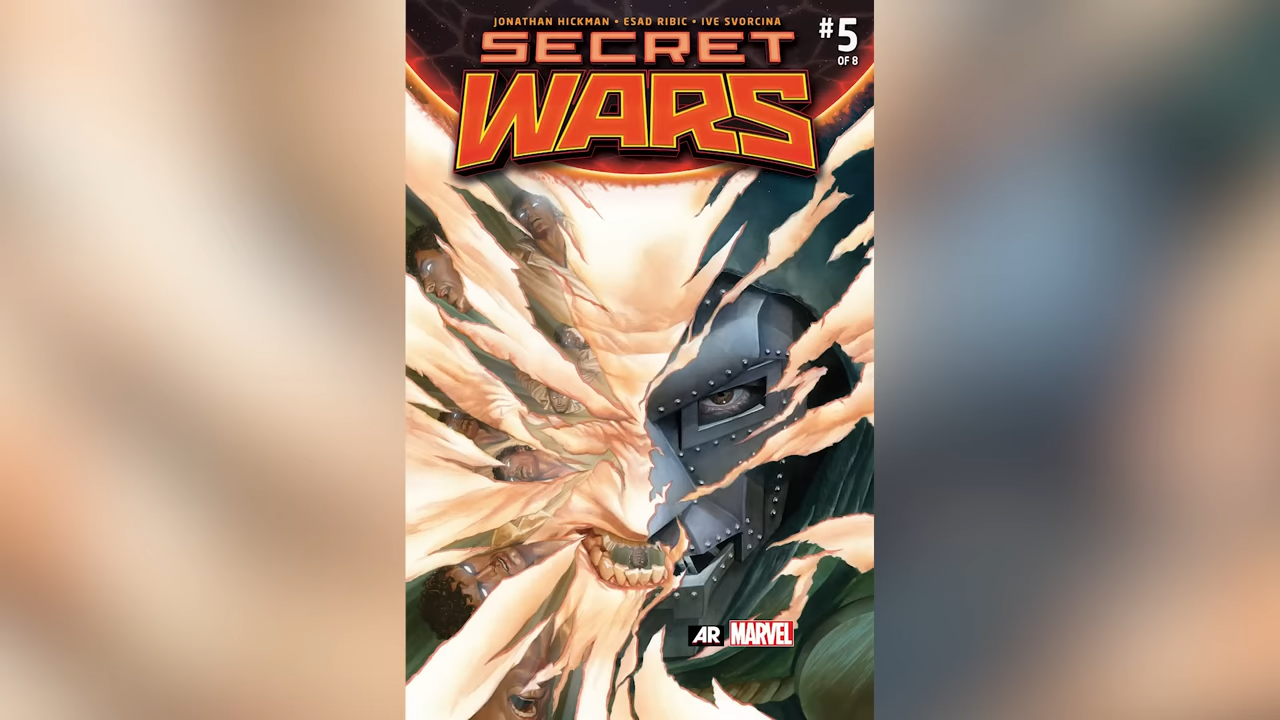 JONATHAN HICKMAN • ESAD RIBIC • IVE SVORCINA
SECRET
WARS
#5
OF 8
AR MARVEL